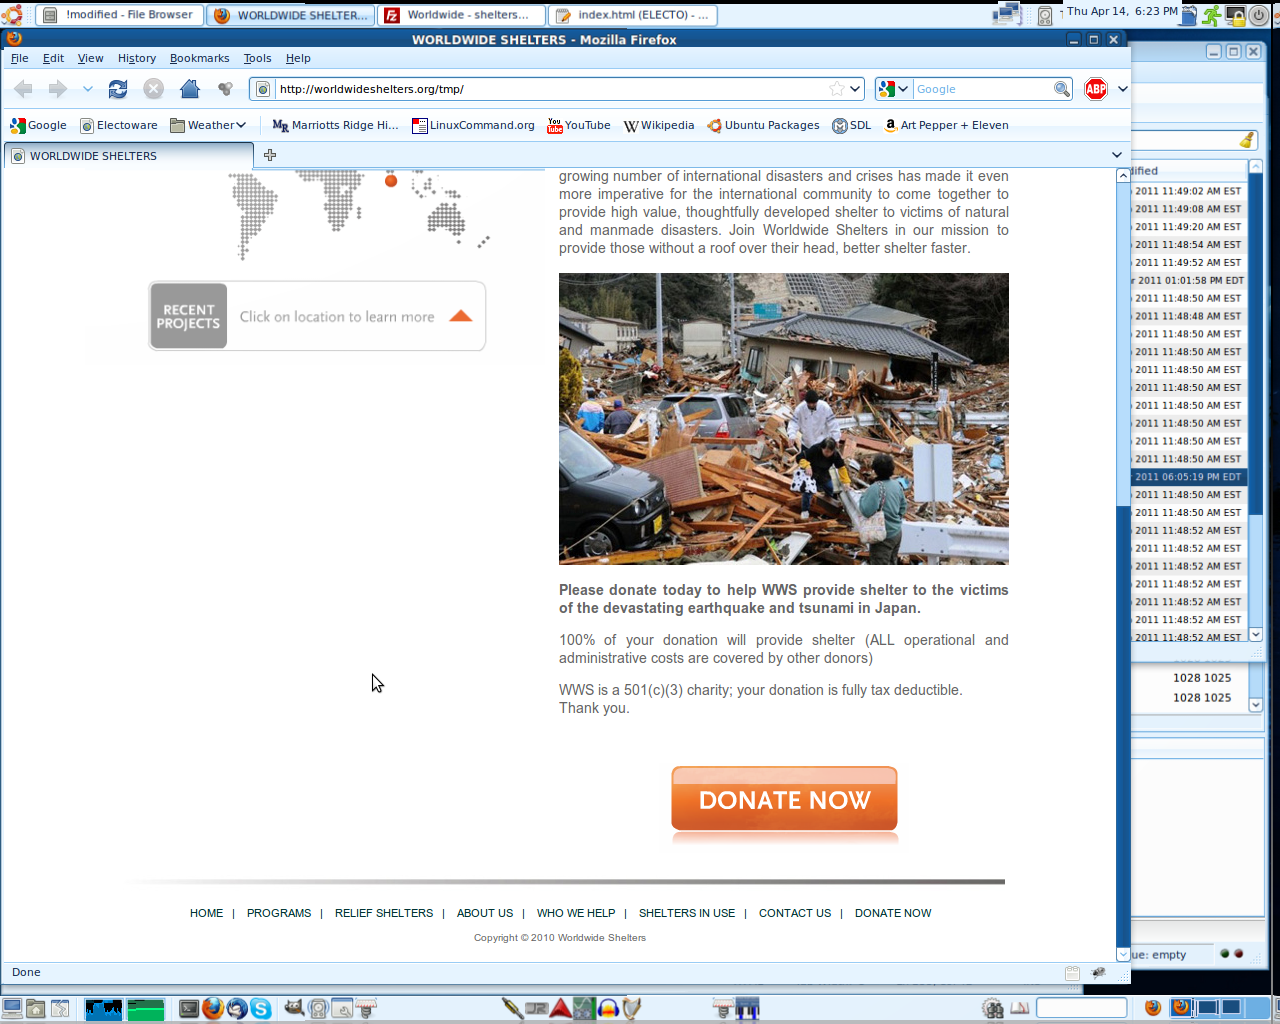 !modified - File Browser
WORLDWIDE SHELTER...
Worldwide - shelters...
index.html (ELECTO) - ...
Thu Apr 14, 6:23 PM
WORLDWIDE SHELTERS - Mozilla Firefox
File Edit View History Bookmarks Tools Help
http://worldwideshelters.org/tmp/
Google
ABP
Google
Electoware
Weather
Marriotts Ridge Hi...
LinuxCommand.org
YouTube
Wikipedia
Ubuntu Packages
SDL
Art Pepper + Eleven
WORLDWIDE SHELTERS
growing number of international disasters and crises has made it even
more imperative for the international community to come together to
provide high value, thoughtfully developed shelter to victims of natural
and manmade disasters. Join Worldwide Shelters in our mission to
provide those without a roof over their head, better shelter faster.
RECENT
PROJECTS
Click on location to learn more
Please donate today to help WWS provide shelter to the victims
of the devastating earthquake and tsunami in Japan.
100% of your donation will provide shelter (ALL operational and
administrative costs are covered by other donors)
WWS is a 501(c)(3) charity; your donation is fully tax deductible.
Thank you.
DONATE NOW
HOME | PROGRAMS | RELIEF SHELTERS | ABOUT US | WHO WE HELP | SHELTERS IN USE | CONTACT US | DONATE NOW
Copyright © 2010 Worldwide Shelters
Done
dified
2011 11:49:02 AM EST
2011 11:49:08 AM EST
2011 11:49:20 AM EST
2011 11:48:54 AM EST
2011 11:49:52 AM EST
r 2011 01:01:58 PM EDT
2011 11:48:50 AM EST
2011 11:48:48 AM EST
2011 11:48:50 AM EST
2011 11:48:50 AM EST
2011 11:48:50 AM EST
2011 11:48:50 AM EST
2011 11:48:50 AM EST
2011 11:48:50 AM EST
2011 11:48:50 AM EST
2011 11:48:50 AM EST
2011 06:05:19 PM EDT
2011 11:48:50 AM EST
2011 11:48:50 AM EST
2011 11:48:52 AM EST
2011 11:48:52 AM EST
2011 11:48:52 AM EST
2011 11:48:52 AM EST
2011 11:48:52 AM EST
2011 11:48:52 AM EST
2011 11:48:52 AM EST
1028 1025
1028 1025
ue: empty